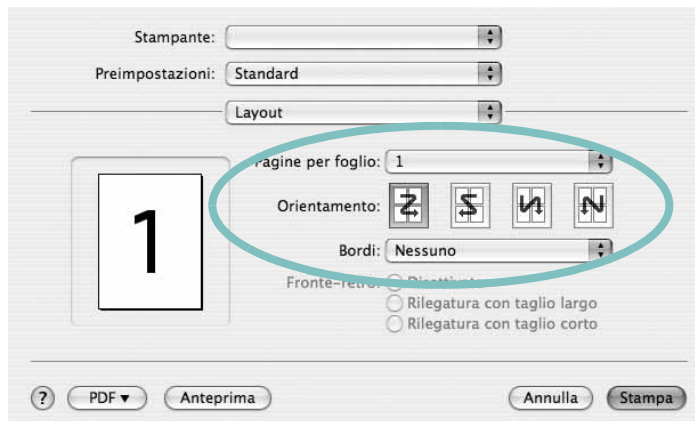 Stampante:
Preimpostazioni: Standard
Layout
Pagine per foglio: 1
1
Orientamento:
Bordi: Nessuno
Fronte-retro: Disattivato
Rilegatura con taglio largo
Rilegatura con taglio corto
? PDF Anteprima Annulla Stampa